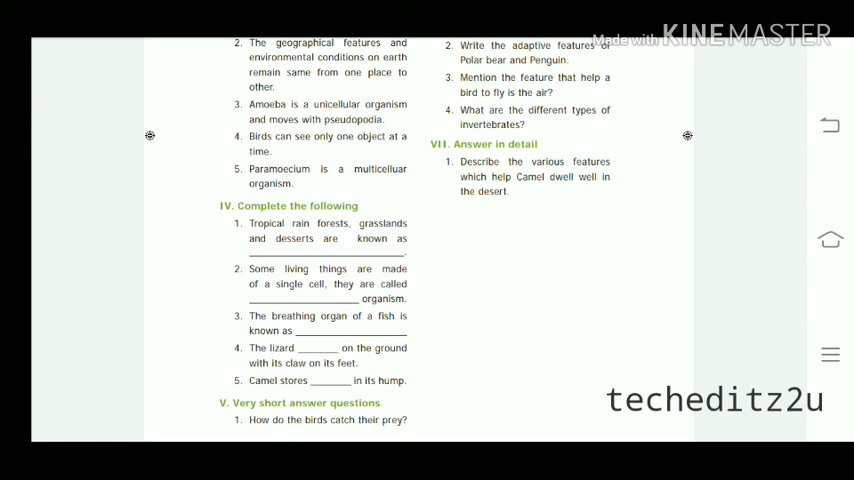 2. The geographical features and
environmental conditions on earth
remain same from one place to
other.
3. Amoeba is a unicellular organism
and moves with pseudopodia.
4. Birds can see only one object at a
time.
5. Paramoecium is a multicelluar
organism.
IV. Complete the following
1. Tropical rain forests, grasslands
and desserts are known as
____________________.
2. Some living things are made
of a single cell, they are called
____________________ organism.
3. The breathing organ of a fish is
known as ____________________
4. The lizard ________ on the ground
with its claw on its feet.
5. Camel stores ________ in its hump.
V. Very short answer questions.
1. How do the birds catch their prey?
2. Write the adaptive features of
Polar bear and Penguin.
3. Mention the feature that help a
bird to fly is the air?
4. What are the different types of
invertebrates?
VII. Answer in detail
1. Describe the various features
which help Camel dwell well in
the desert.
Made with KINEMASTER
techeditz2u